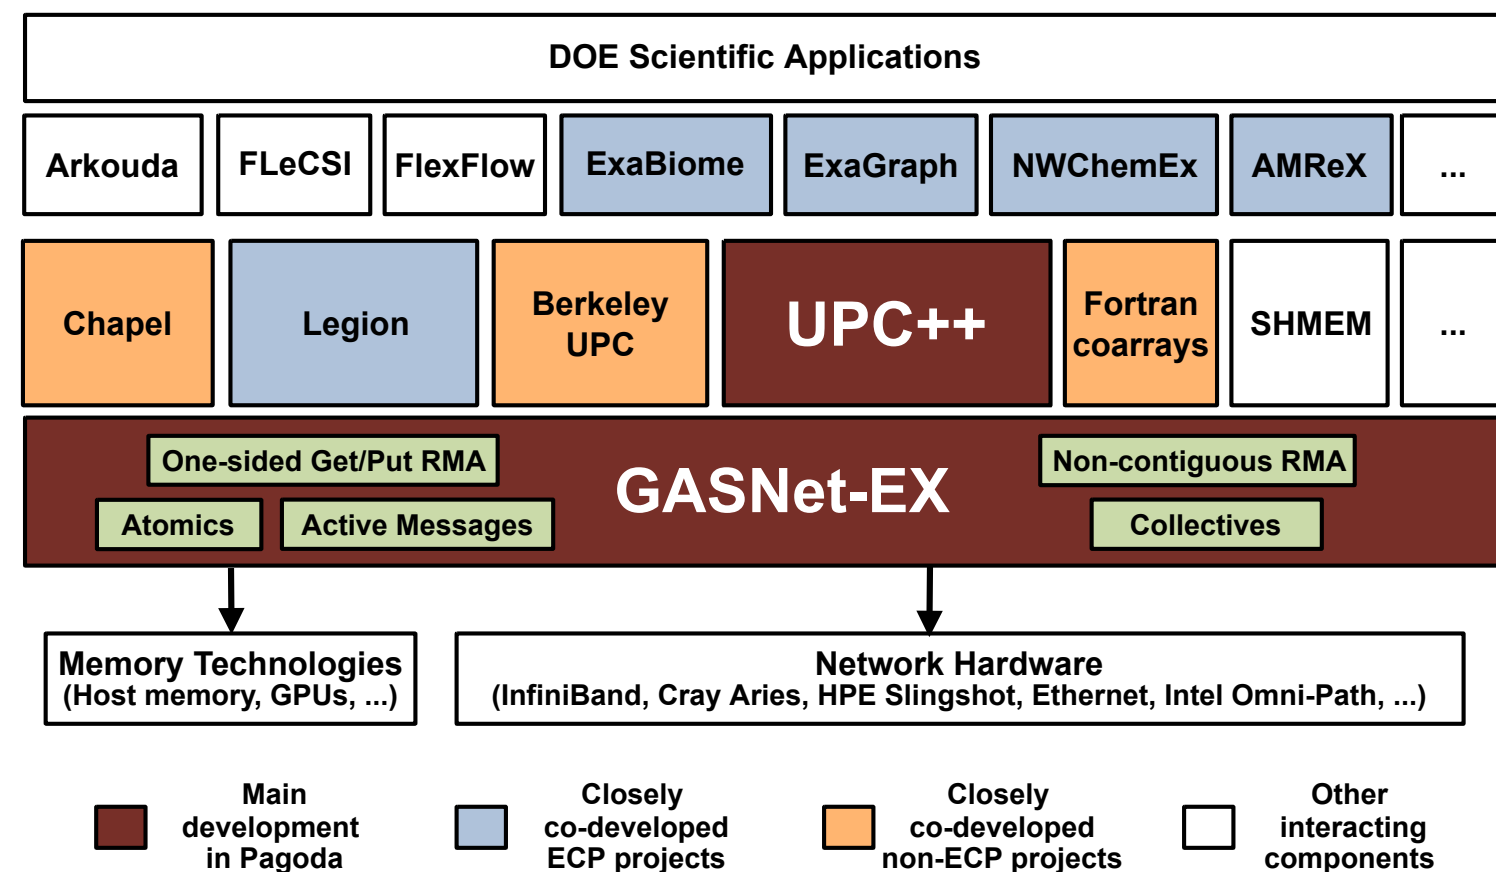 DOE Scientific Applications
Arkouda
FLeCSI
FlexFlow
ExaBiome
ExaGraph
NWChemEx
AMReX
...
Chapel
Legion
Berkeley
UPC
UPC++
Fortran
coarrays
SHMEM
...
One-sided Get/Put RMA
Atomics
Active Messages
GASNet-EX
Non-contiguous RMA
Collectives
Memory Technologies
(Host memory, GPUs, ...)
Network Hardware
(InfiniBand, Cray Aries, HPE Slingshot, Ethernet, Intel Omni-Path, ...)
Main
development
in Pagoda
Closely
co-developed
ECP projects
Closely
co-developed
non-ECP projects
Other
interacting
components